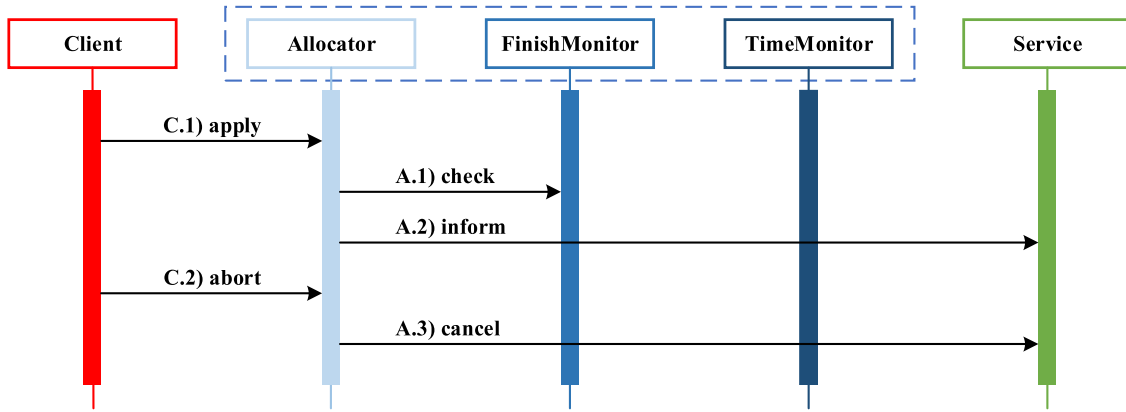 Client
Allocator
FinishMonitor
TimeMonitor
Service
C.1) apply
A.1) check
A.2) inform
C.2) abort
A.3) cancel